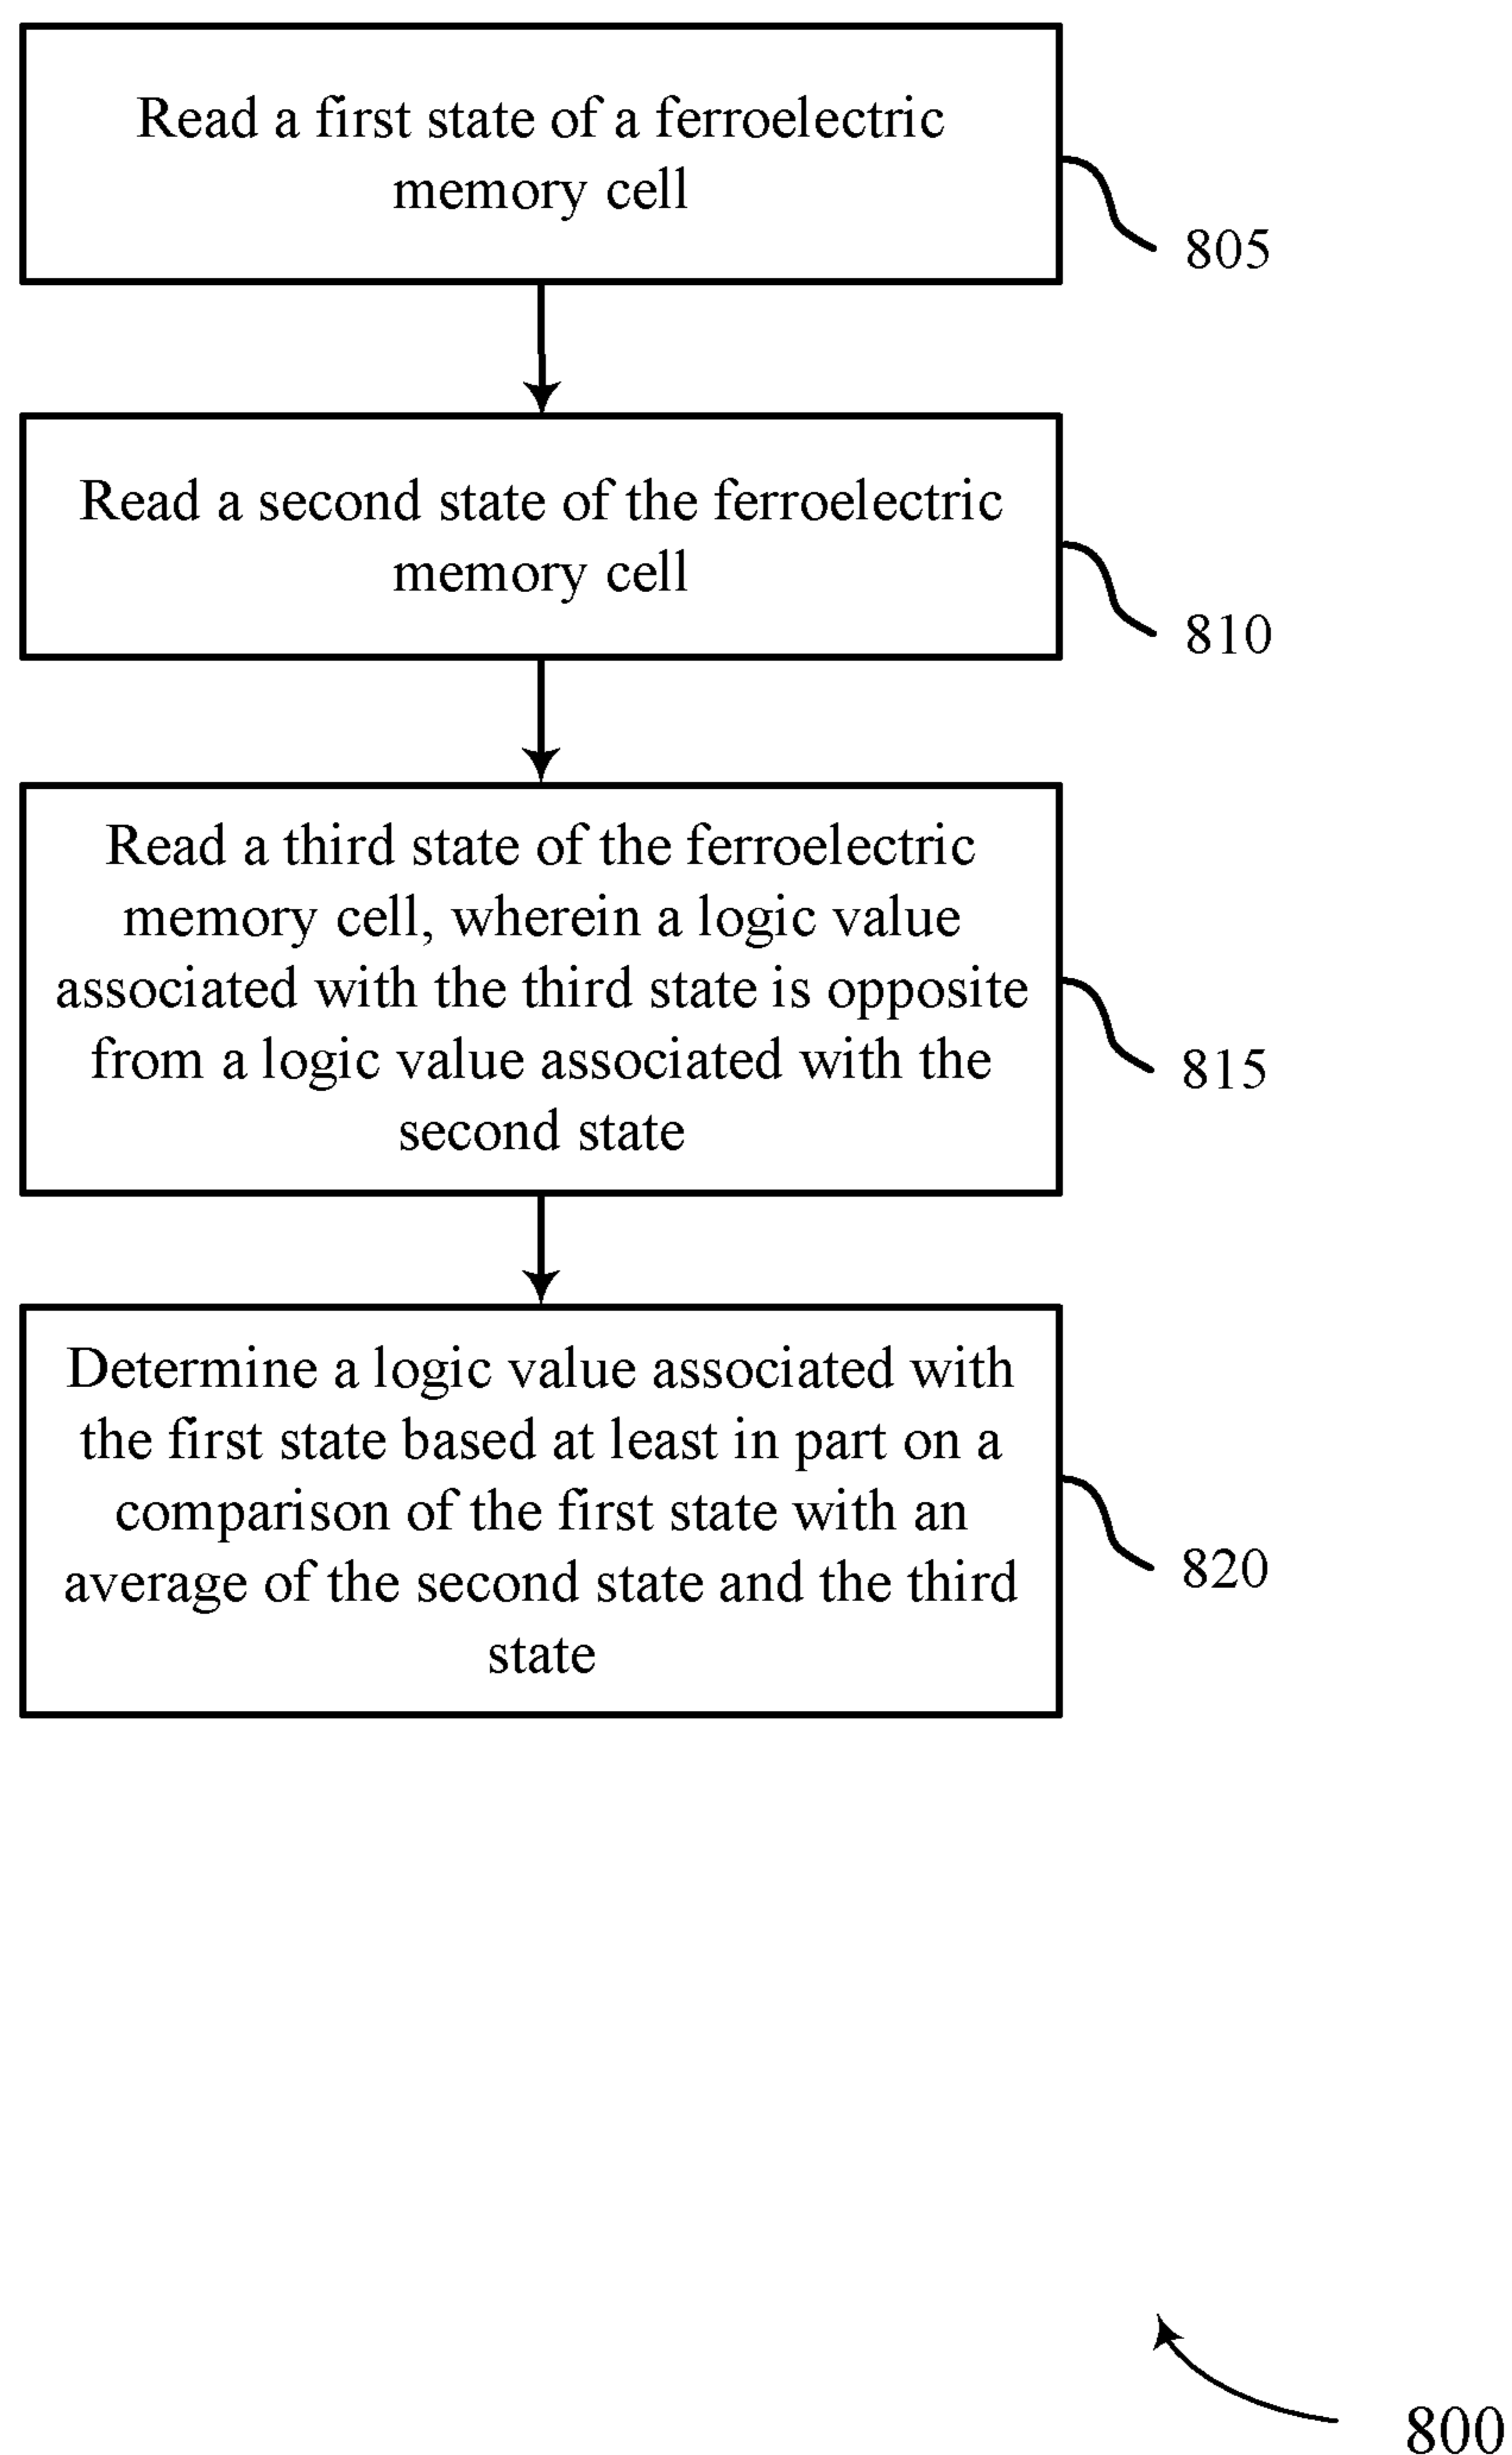 Read a first state of a ferroelectric
memory cell
805
Read a second state of the ferroelectric
memory cell
810
Read a third state of the ferroelectric
memory cell, wherein a logic value
associated with the third state is opposite
from a logic value associated with the
second state
815
Determine a logic value associated with
the first state based at least in part on a
comparison of the first state with an
average of the second state and the third
state
820
800